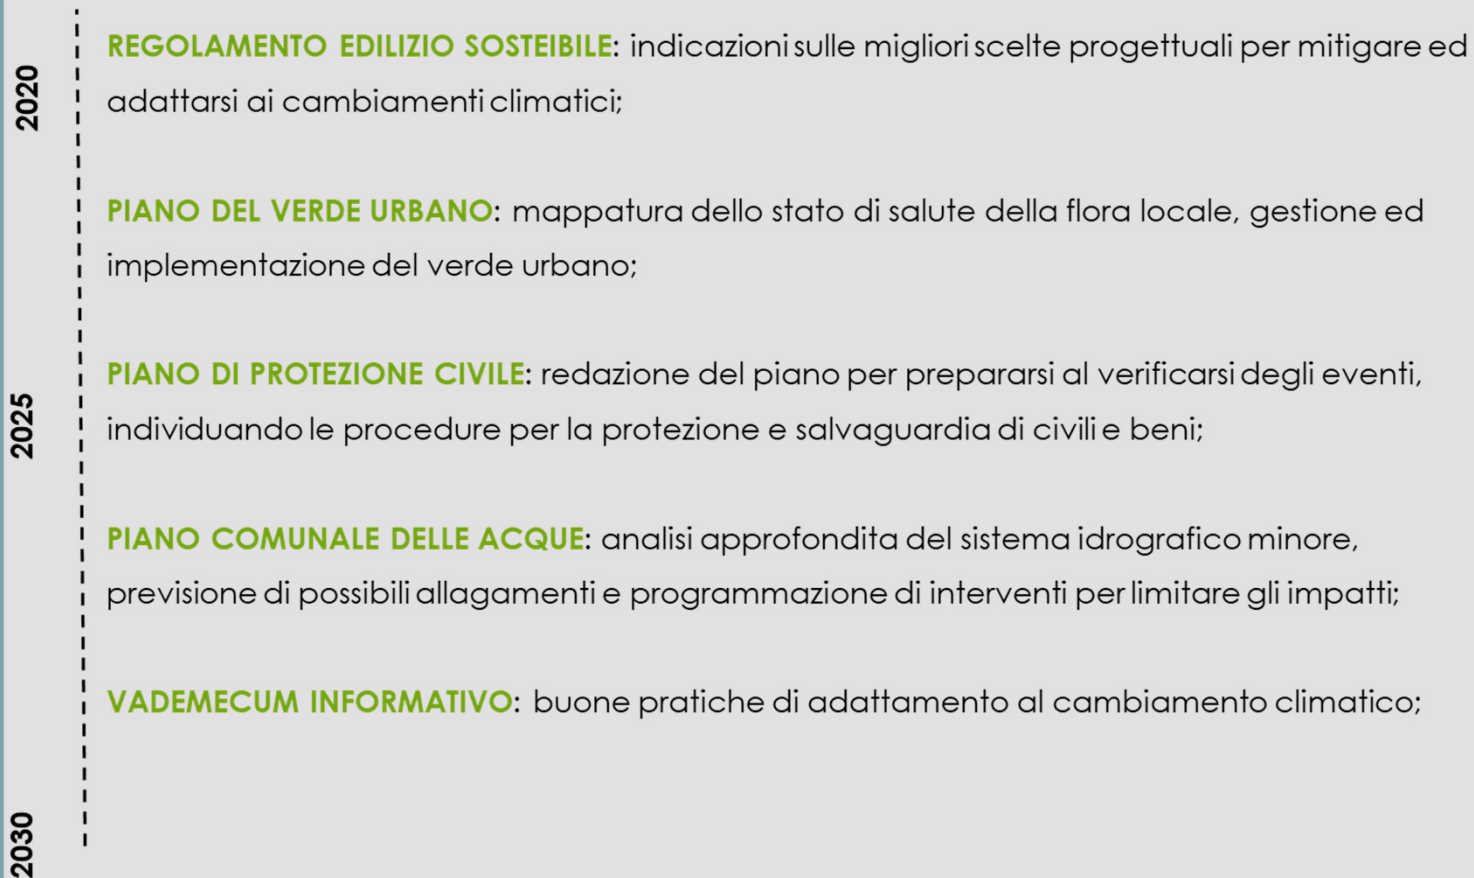 2020
REGOLAMENTO EDILIZIO SOSTEIBILE: indicazioni sulle migliori scelte progettuali per mitigare ed
adattarsi ai cambiamenti climatici;
PIANO DEL VERDE URBANO: mappatura dello stato di salute della flora locale, gestione ed
implementazione del verde urbano;
2025
PIANO DI PROTEZIONE CIVILE: redazione del piano per prepararsi al verificarsi degli eventi,
individuando le procedure per la protezione e salvaguardia di civili e beni;
PIANO COMUNALE DELLE ACQUE: analisi approfondita del sistema idrografico minore,
previsione di possibili allagamenti e programmazione di interventi per limitare gli impatti;
VADEMECUM INFORMATIVO: buone pratiche di adattamento al cambiamento climatico;
2030